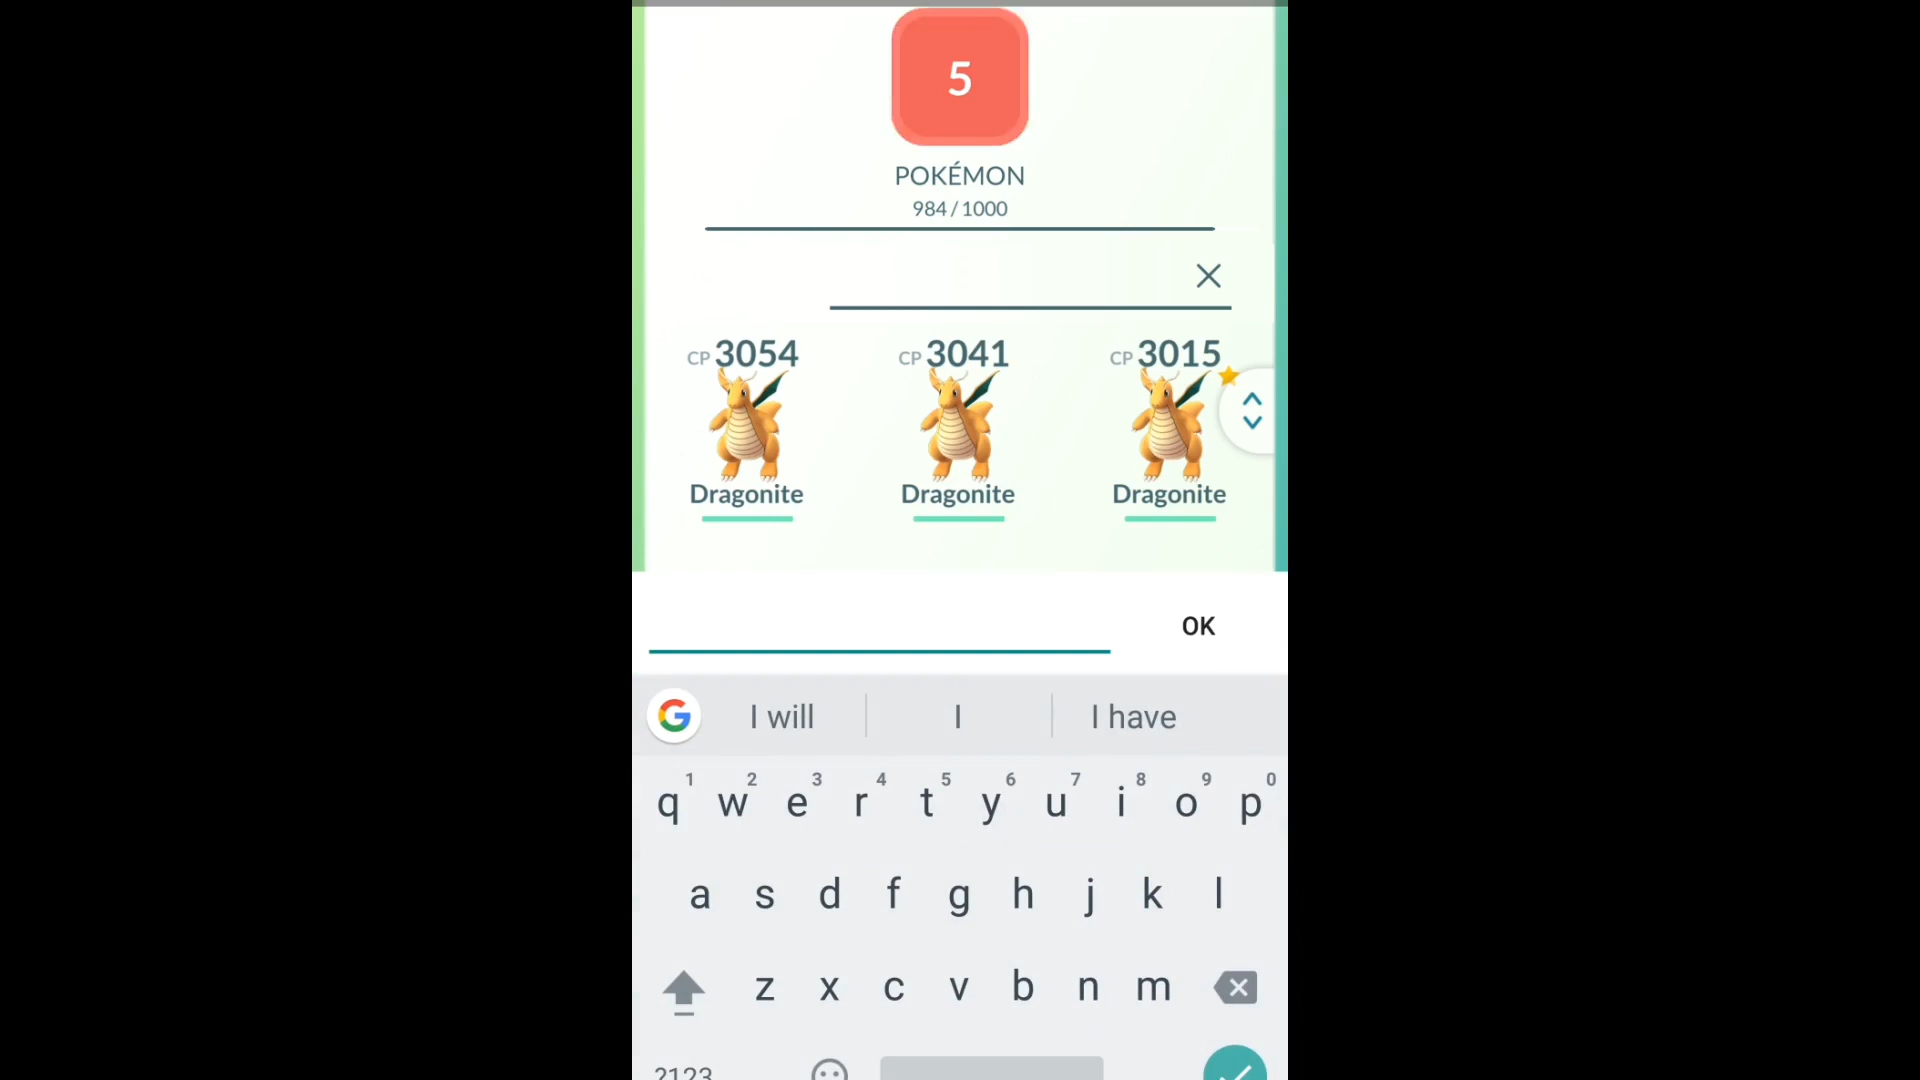 5
POKÉMON
984 / 1000
CP 3054 CP 3041 CP 3015
Dragonite Dragonite Dragonite
OK
G I will I I have
1 2 3 4 5 6 7 8 9 0
q w e r t y u i o p
a s d f g h j k l
z x c v b n m
?123